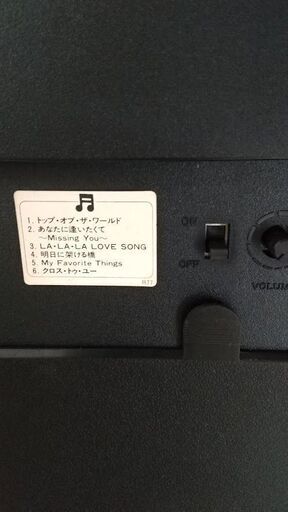 1. トップ・オブ・ザ・ワールド
2. あなたに逢いたくて
～Missing You～
3. LA・LA・LA LOVE SONG
4. 明日に架ける橋
5. My Favorite Things
6. クロス・トゥ・ユー
ON
OFF